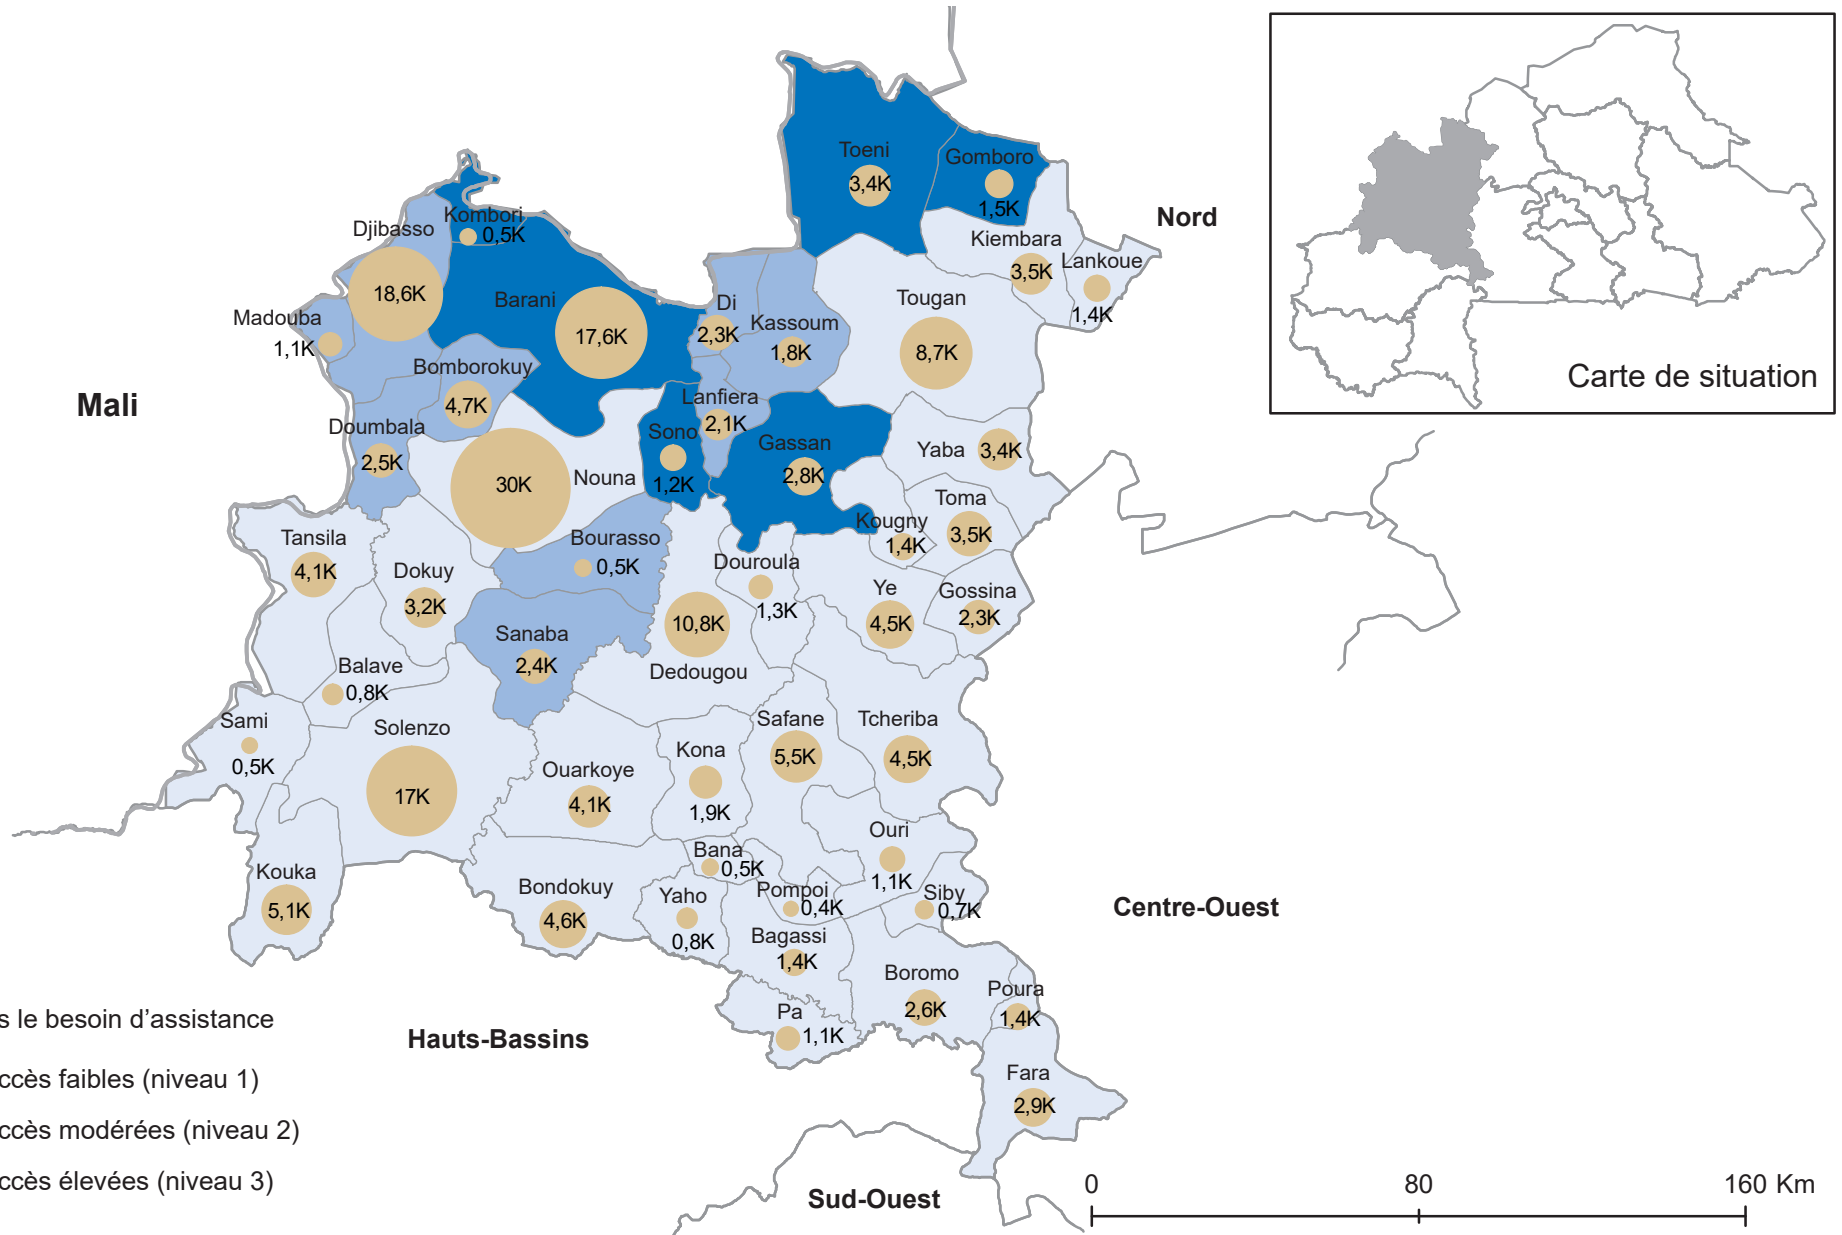 Toeni
3,4K
Gomboro
1,5K
Nord
Kombori
0,5K
Djibasso
18,6K
Kiembara
3,5K
Lankoue
1,4K
Barani
17,6K
Di
2,3K
Kassoum
1,8K
Tougan
8,7K
Madouba
1,1K
Bomborokuy
4,7K
Carte de situation
Mali
Lanfiera
2,1K
Doumbala
2,5K
Sono
1,2K
Gassan
2,8K
Yaba
3,4K
Nouna
30K
Toma
3,5K
Kougny
1,4K
Tansila
4,1K
Dokuy
3,2K
Bourasso
0,5K
Douroula
1,3K
Ye
4,5K
Gossina
2,3K
Sanaba
2,4K
10,8K
Dedougou
Balave
0,8K
Sami
0,5K
Solenzo
17K
Safane
5,5K
Tcheriba
4,5K
Kona
1,9K
Ouarkoye
4,1K
Ouri
1,1K
Bana
0,5K
Kouka
5,1K
Bondokuy
4,6K
Yaho
0,8K
Pompoi
0,4K
Siby
0,7K
Centre-Ouest
Bagassi
1,4K
Boromo
2,6K
Poura
1,4K
Pa
1,1K
s le besoin d’assistance
Hauts-Bassins
Fara
2,9K
ccès faibles (niveau 1)
ccès modérées (niveau 2)
ccès élevées (niveau 3)
Sud-Ouest
0 80 160 Km